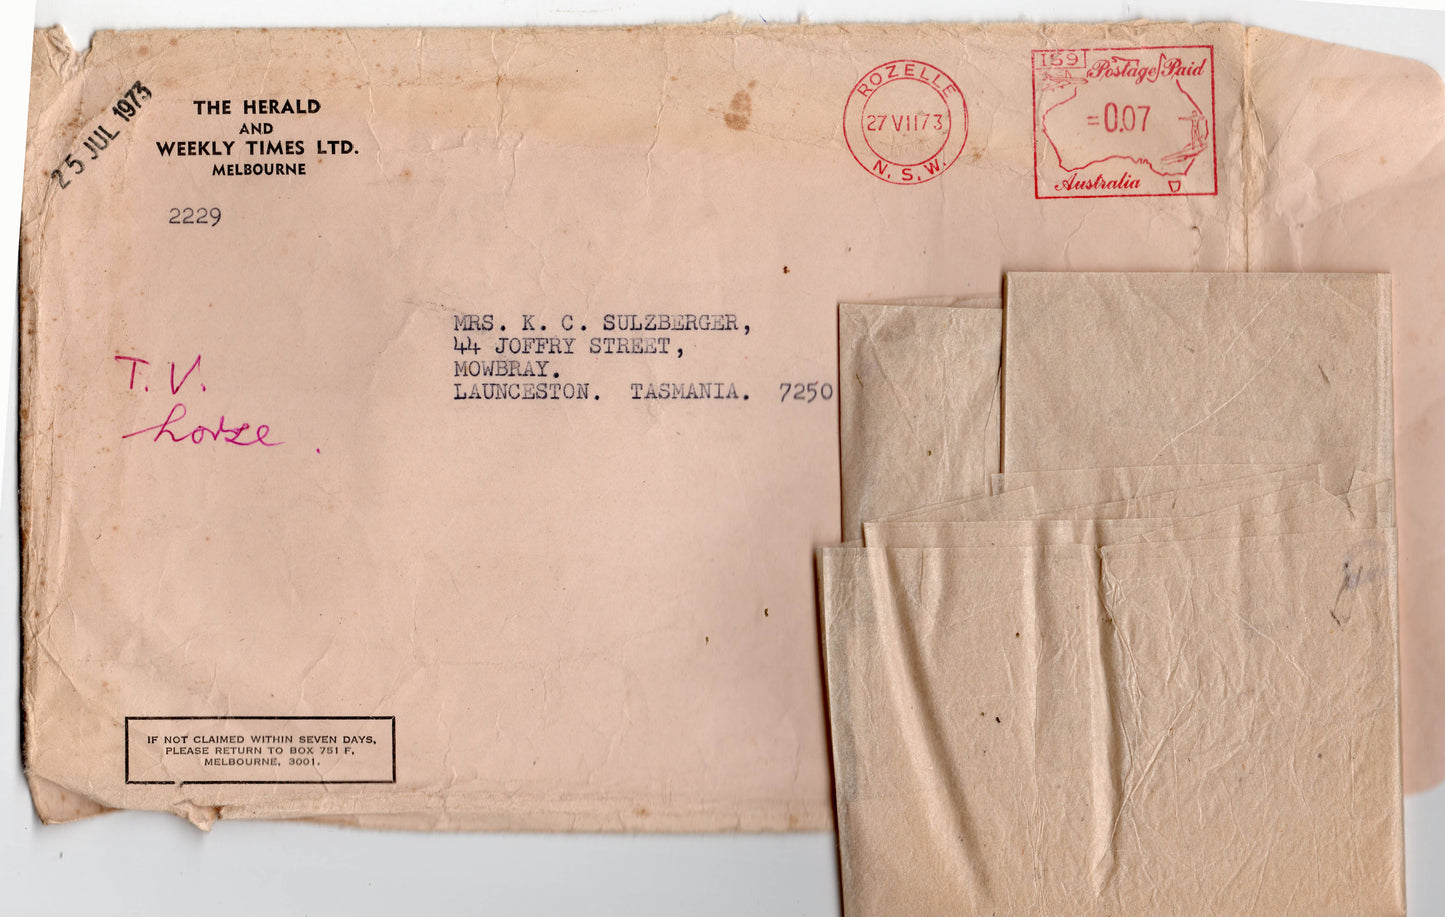 25 JUL 1973
THE HERALD
AND
WEEKLY TIMES LTD.
MELBOURNE
2229
ROZELLE
27 VII 73
N. S. W.
159
Postage Paid
=0.07
Australia
MRS. K. C. SULZBERGER,
44 JOFFRY STREET,
MOWBRAY.
LAUNCESTON. TASMANIA. 7250
T. V.
horse.
IF NOT CLAIMED WITHIN SEVEN DAYS,
PLEASE RETURN TO BOX 751 F,
MELBOURNE, 3001.